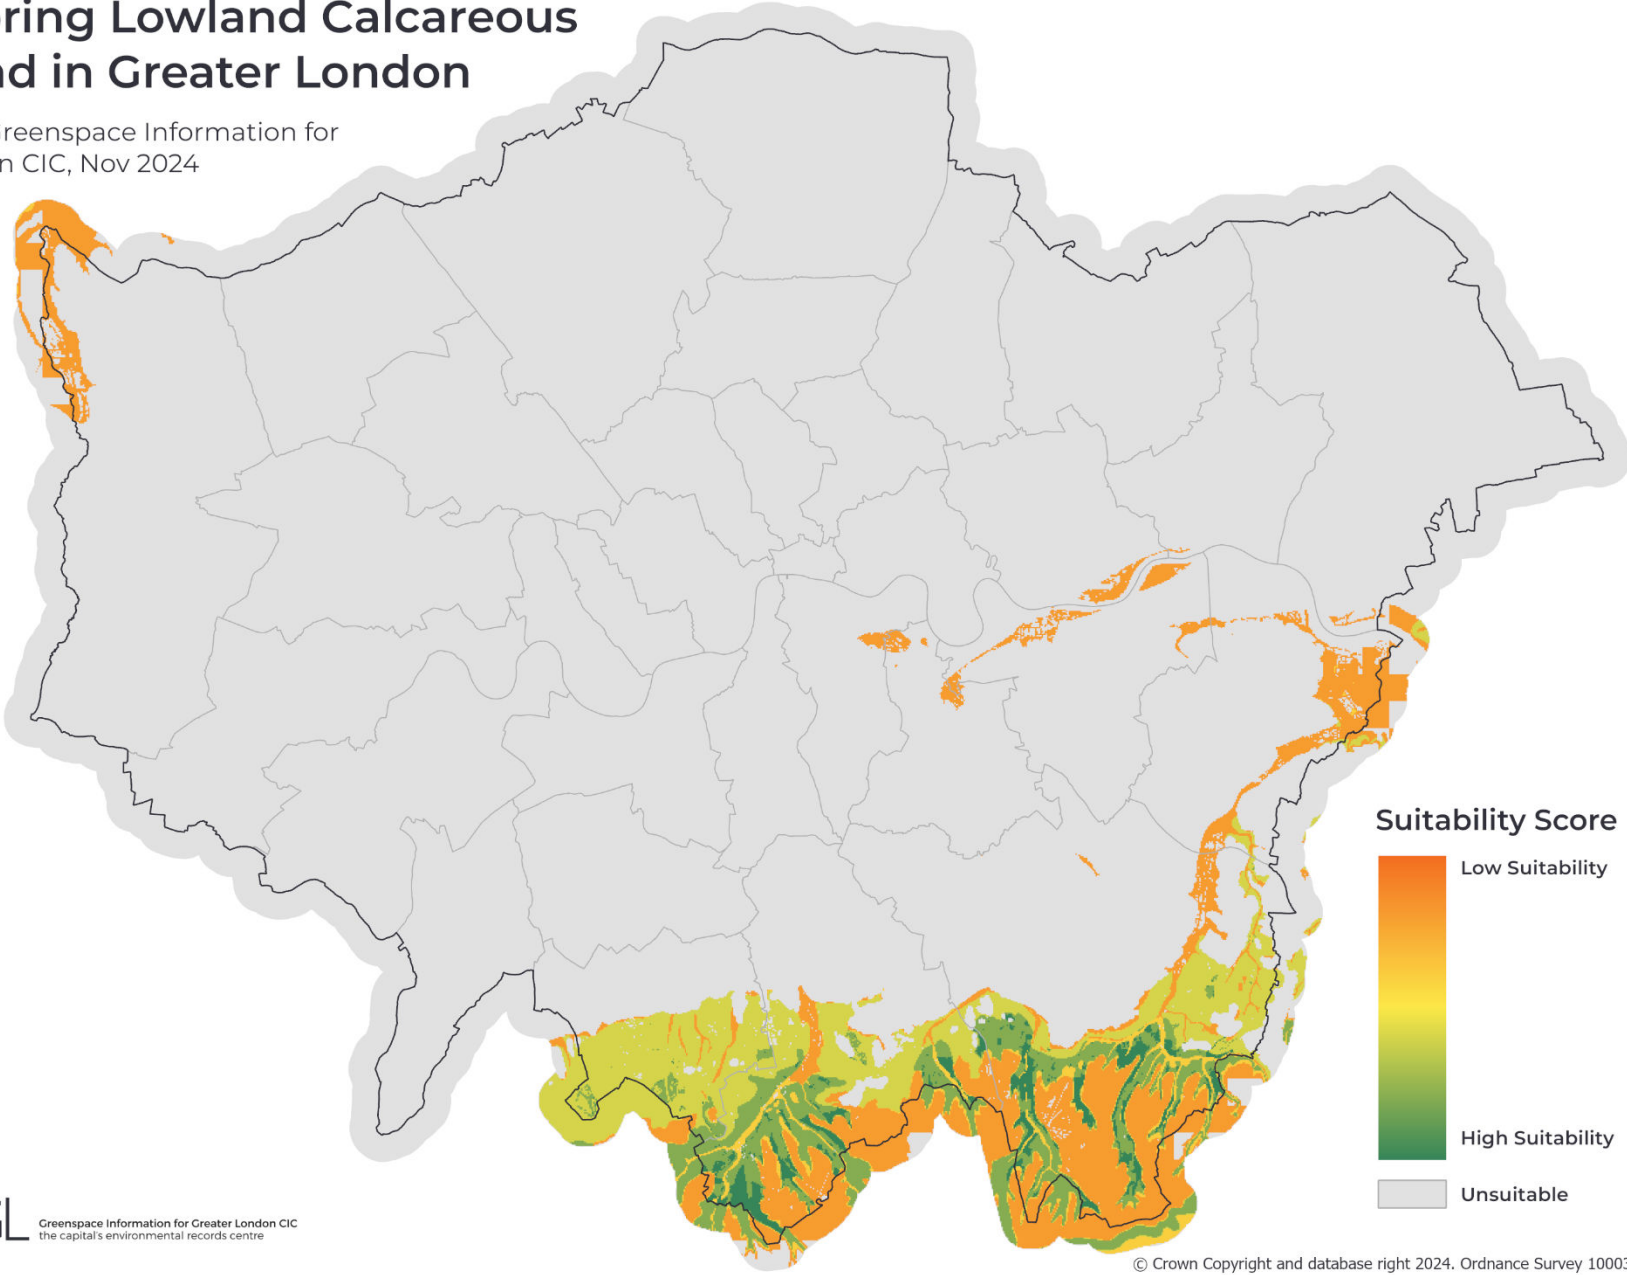 ring Lowland Calcareous
d in Greater London
reenspace Information for
n CIC, Nov 2024
Suitability Score
Low Suitability
High Suitability
Unsuitable
GL
Greenspace Information for Greater London CIC
the capital's environmental records centre
© Crown Copyright and database right 2024. Ordnance Survey 10003